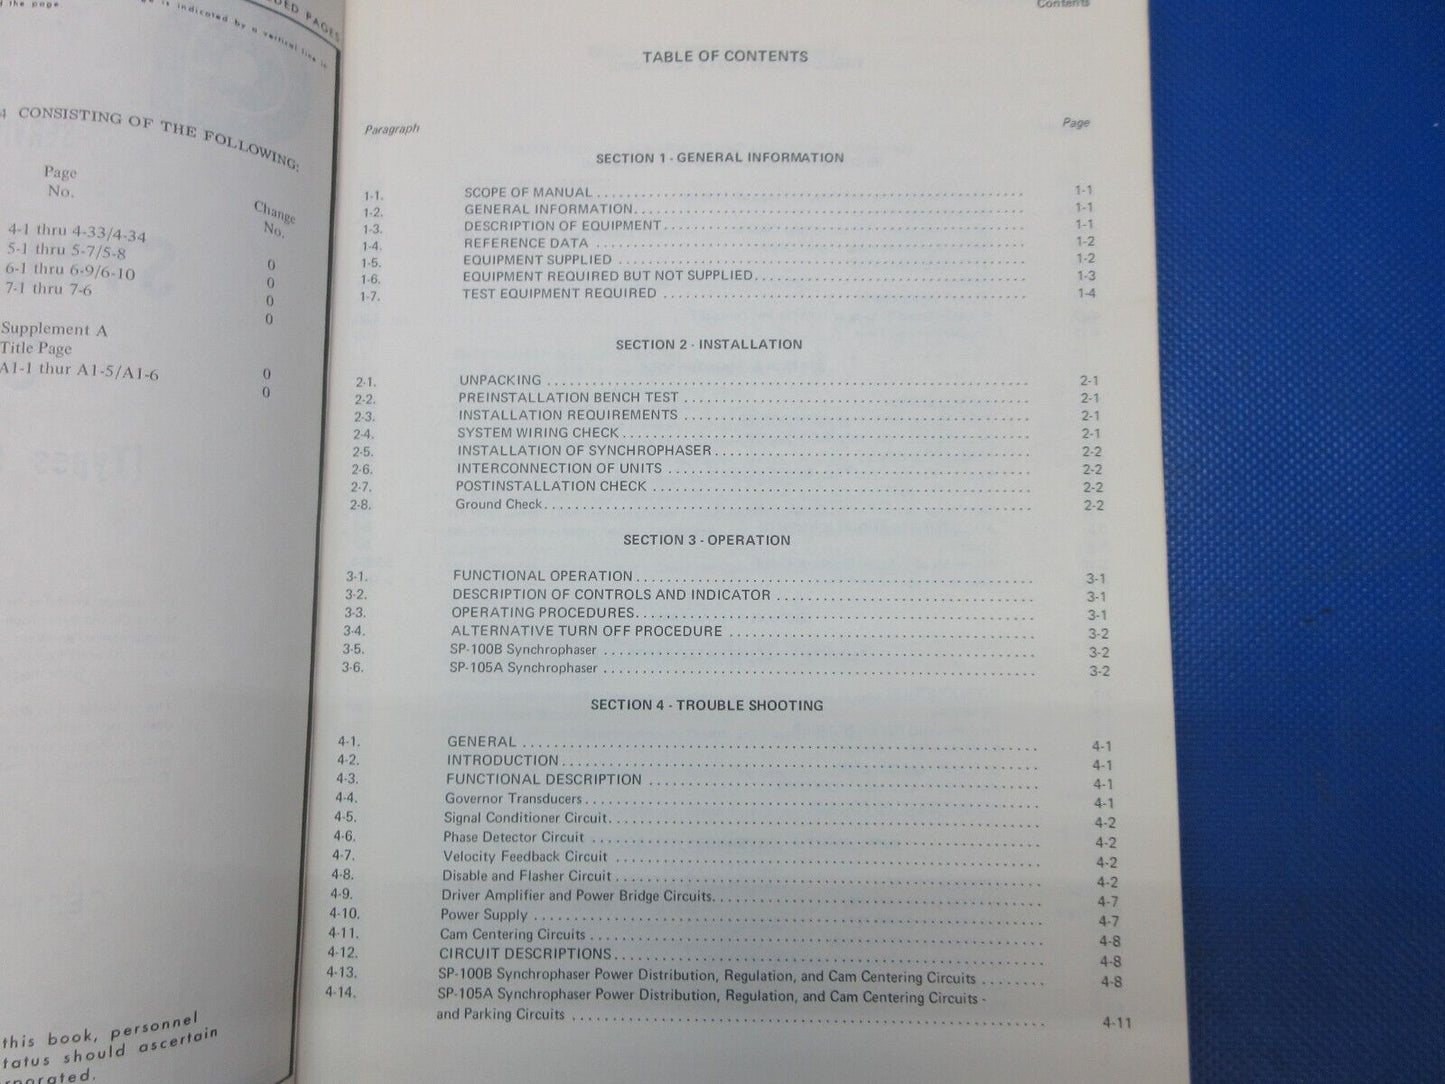 the page
is indicated by a vertical line in
PAGES
4 CONSISTING OF THE FOLLOWING:
Page
No.
Change
No.
4-1 thru 4-33/4-34
0
5-1 thru 5-7/5-8
0
6-1 thru 6-9/6-10
0
7-1 thru 7-6
0
Supplement A
Title Page
0
A1-1 thur A1-5/A1-6
0
this book, personnel
status should ascertain
Contents
TABLE OF CONTENTS
Paragraph Page
SECTION 1 - GENERAL INFORMATION
1-1. SCOPE OF MANUAL 1-1
1-2. GENERAL INFORMATION 1-1
1-3. DESCRIPTION OF EQUIPMENT 1-1
1-4. REFERENCE DATA 1-2
1-5. EQUIPMENT SUPPLIED 1-2
1-6. EQUIPMENT REQUIRED BUT NOT SUPPLIED 1-3
1-7. TEST EQUIPMENT REQUIRED 1-4
SECTION 2 - INSTALLATION
2-1. UNPACKING 2-1
2-2. PREINSTALLATION BENCH TEST 2-1
2-3. INSTALLATION REQUIREMENTS 2-1
2-4. SYSTEM WIRING CHECK 2-1
2-5. INSTALLATION OF SYNCHROPHASER 2-2
2-6. INTERCONNECTION OF UNITS 2-2
2-7. POSTINSTALLATION CHECK 2-2
2-8. Ground Check 2-2
SECTION 3 - OPERATION
3-1. FUNCTIONAL OPERATION 3-1
3-2. DESCRIPTION OF CONTROLS AND INDICATOR 3-1
3-3. OPERATING PROCEDURES 3-1
3-4. ALTERNATIVE TURN OFF PROCEDURE 3-2
3-5. SP-100B Synchrophaser 3-2
3-6. SP-105A Synchrophaser 3-2
SECTION 4 - TROUBLE SHOOTING
4-1. GENERAL 4-1
4-2. INTRODUCTION 4-1
4-3. FUNCTIONAL DESCRIPTION 4-1
4-4. Governor Transducers 4-1
4-5. Signal Conditioner Circuit 4-2
4-6. Phase Detector Circuit 4-2
4-7. Velocity Feedback Circuit 4-2
4-8. Disable and Flasher Circuit 4-2
4-9. Driver Amplifier and Power Bridge Circuits 4-7
4-10. Power Supply 4-7
4-11. Cam Centering Circuits 4-8
4-12. CIRCUIT DESCRIPTIONS 4-8
4-13. SP-100B Synchrophaser Power Distribution, Regulation, and Cam Centering Circuits 4-8
4-14. SP-105A Synchrophaser Power Distribution, Regulation, and Cam Centering Circuits -
and Parking Circuits 4-11